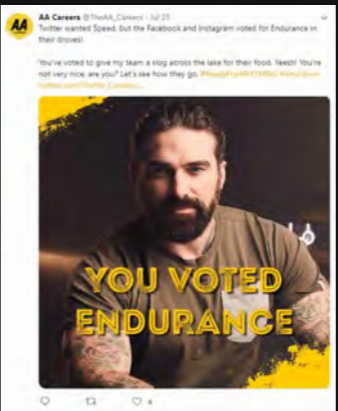 AA
AA Careers @TheAA_Careers · Jul 25
Twitter wanted Speed, but the Facebook and Instagram voted for Endurance in
their droves!
You've voted to give my team a slog across the lake for their food. Yeesh! You're
not very nice, are you? Let's see how they go.
YOU VOTED
ENDURANCE
4